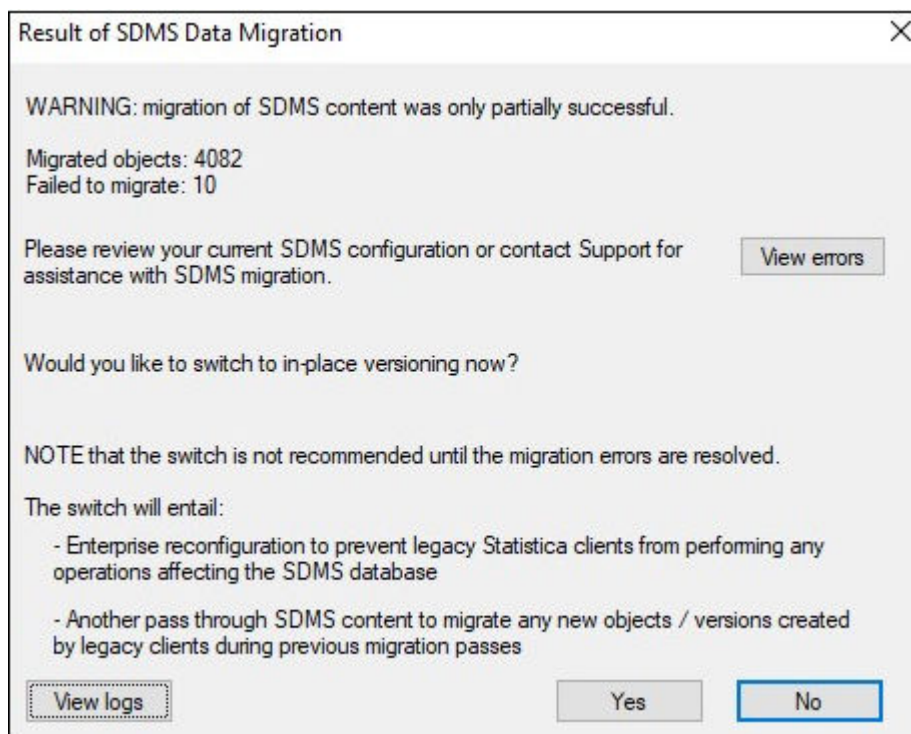 Result of SDMS Data Migration
WARNING: migration of SDMS content was only partially successful.
Migrated objects: 4082
Failed to migrate: 10
Please review your current SDMS configuration or contact Support for
assistance with SDMS migration.
View errors
Would you like to switch to in-place versioning now?
NOTE that the switch is not recommended until the migration errors are resolved.
The switch will entail:
- Enterprise reconfiguration to prevent legacy Statistica clients from performing any
operations affecting the SDMS database
- Another pass through SDMS content to migrate any new objects / versions created
by legacy clients during previous migration passes
View logs
Yes
No